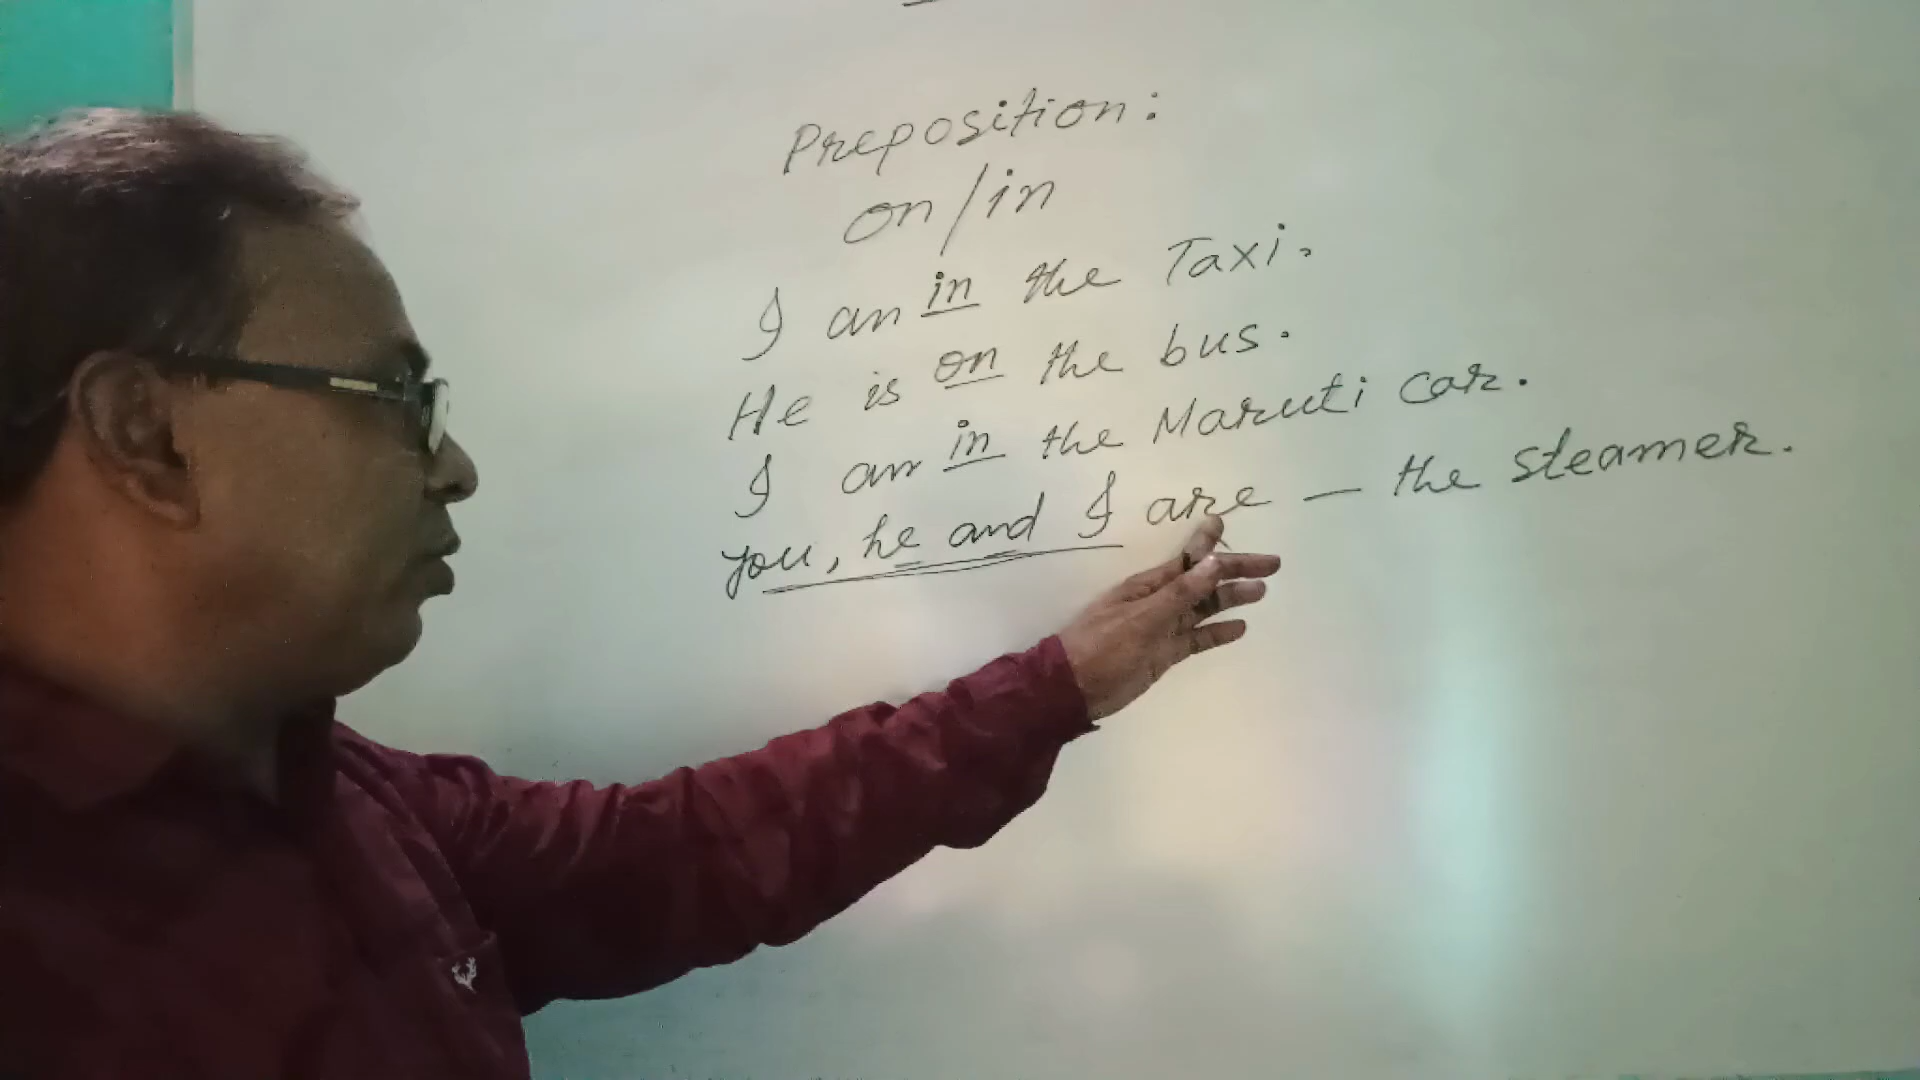 Preposition:
on/in
I am in the Taxi.
He is on the bus.
I am in the Maruti car.
you, he and I are — the steamer.